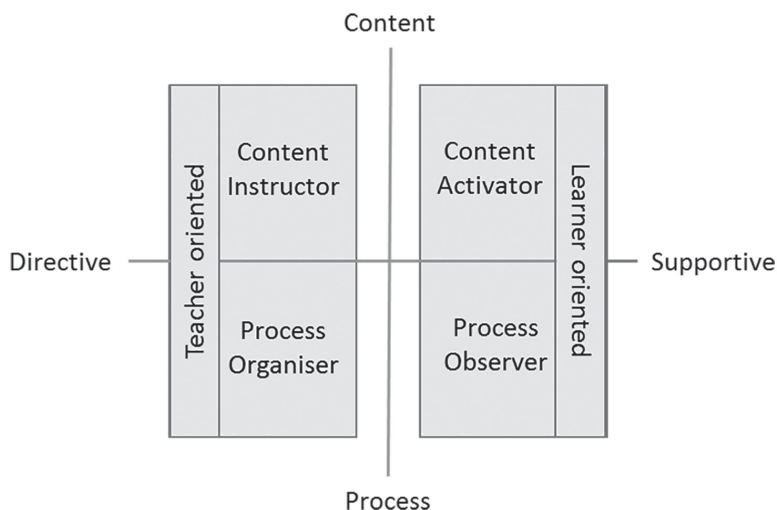 Content
Teacher oriented
Content
Instructor
Content
Activator
Learner oriented
Directive
Supportive
Process
Organiser
Process
Observer
Process